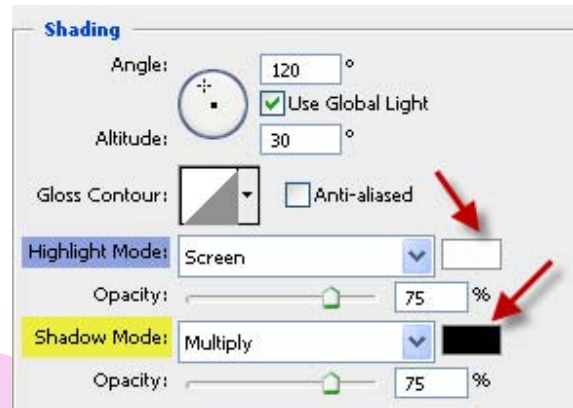 Shading
Angle: 120 °
Use Global Light
Altitude: 30 °
Gloss Contour: Anti-aliased
Highlight Mode: Screen
Opacity: 75 %
Shadow Mode: Multiply
Opacity: 75 %